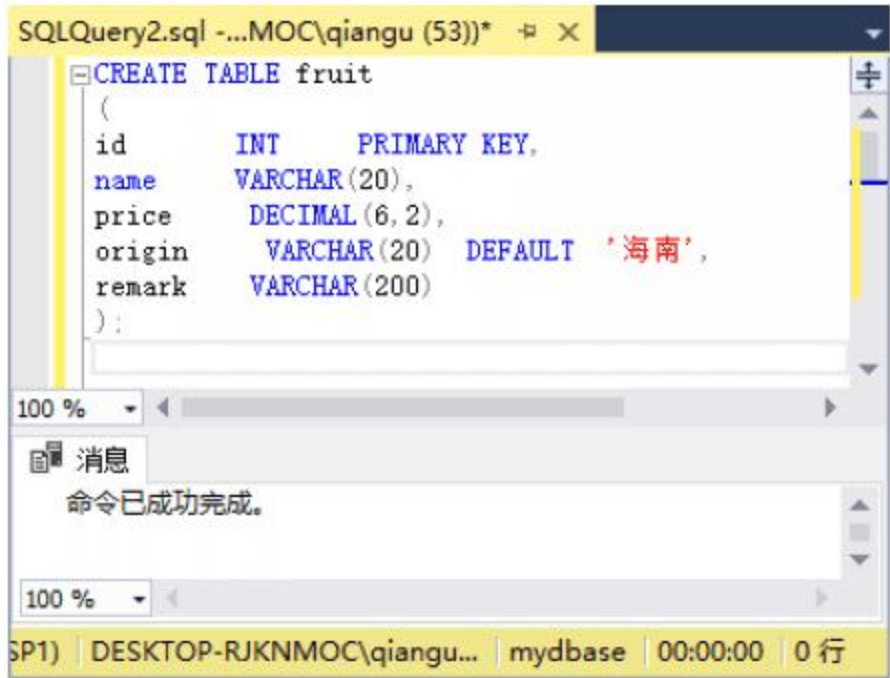 SQLQuery2.sql -...MOC\qiangu (53))*
CREATE TABLE fruit
(
id INT PRIMARY KEY,
name VARCHAR(20),
price DECIMAL(6,2),
origin VARCHAR(20) DEFAULT '海南',
remark VARCHAR(200)
);
100 %
消息
命令已成功完成。
100 %
SP1) DESKTOP-RJKNMOC\qiangu... mydbase 00:00:00 0 行